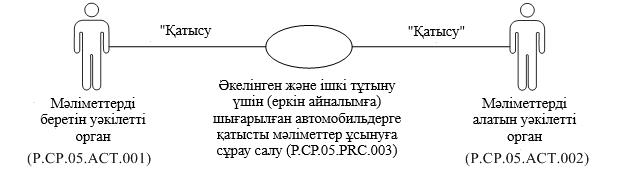 "Қатысу
"Қатысу"
Мәліметтерді
беретін уәкілетті
орган
(P.CP.05.ACT.001)
Әкелінген және ішкі тұтыну
үшін (еркін айналымға)
шығарылған автомобильдерге
қатысты мәліметтер ұсынуға
сұрау салу (P.CP.05.PRC.003)
Мәліметтерді
алатын уәкілетті
орган
(P.CP.05.ACT.002)